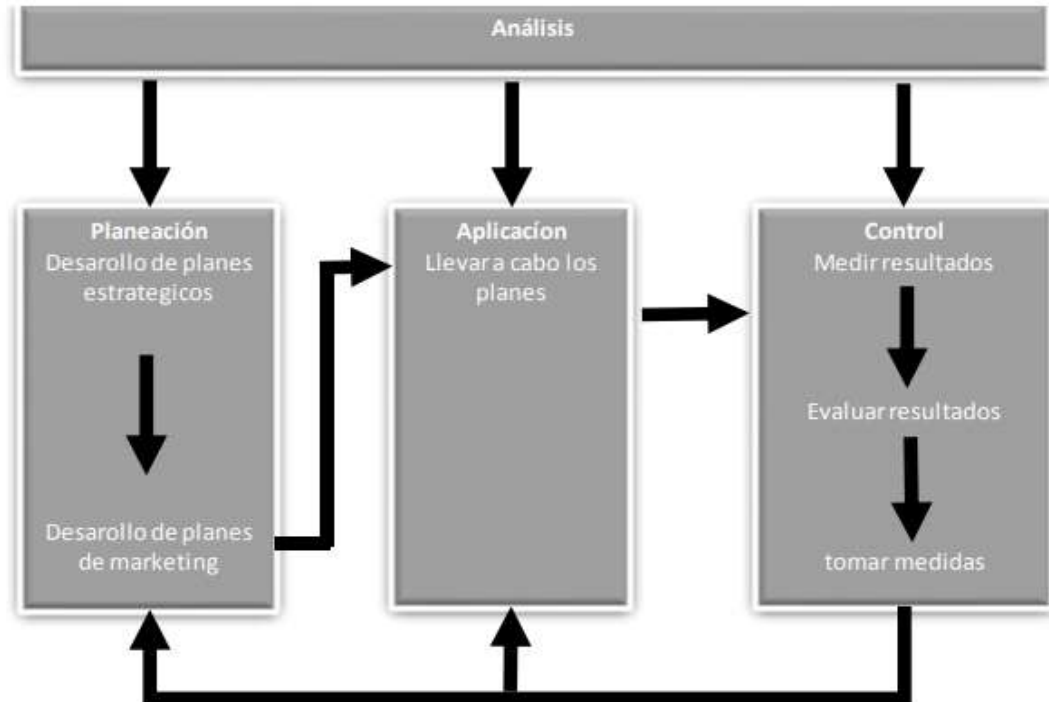 Análisis
Planeación
Desarollo de planes
estrategicos
Desarollo de planes
de marketing
Aplicacíon
Llevar a cabo los
planes
Control
Medir resultados
Evaluar resultados
tomar medidas